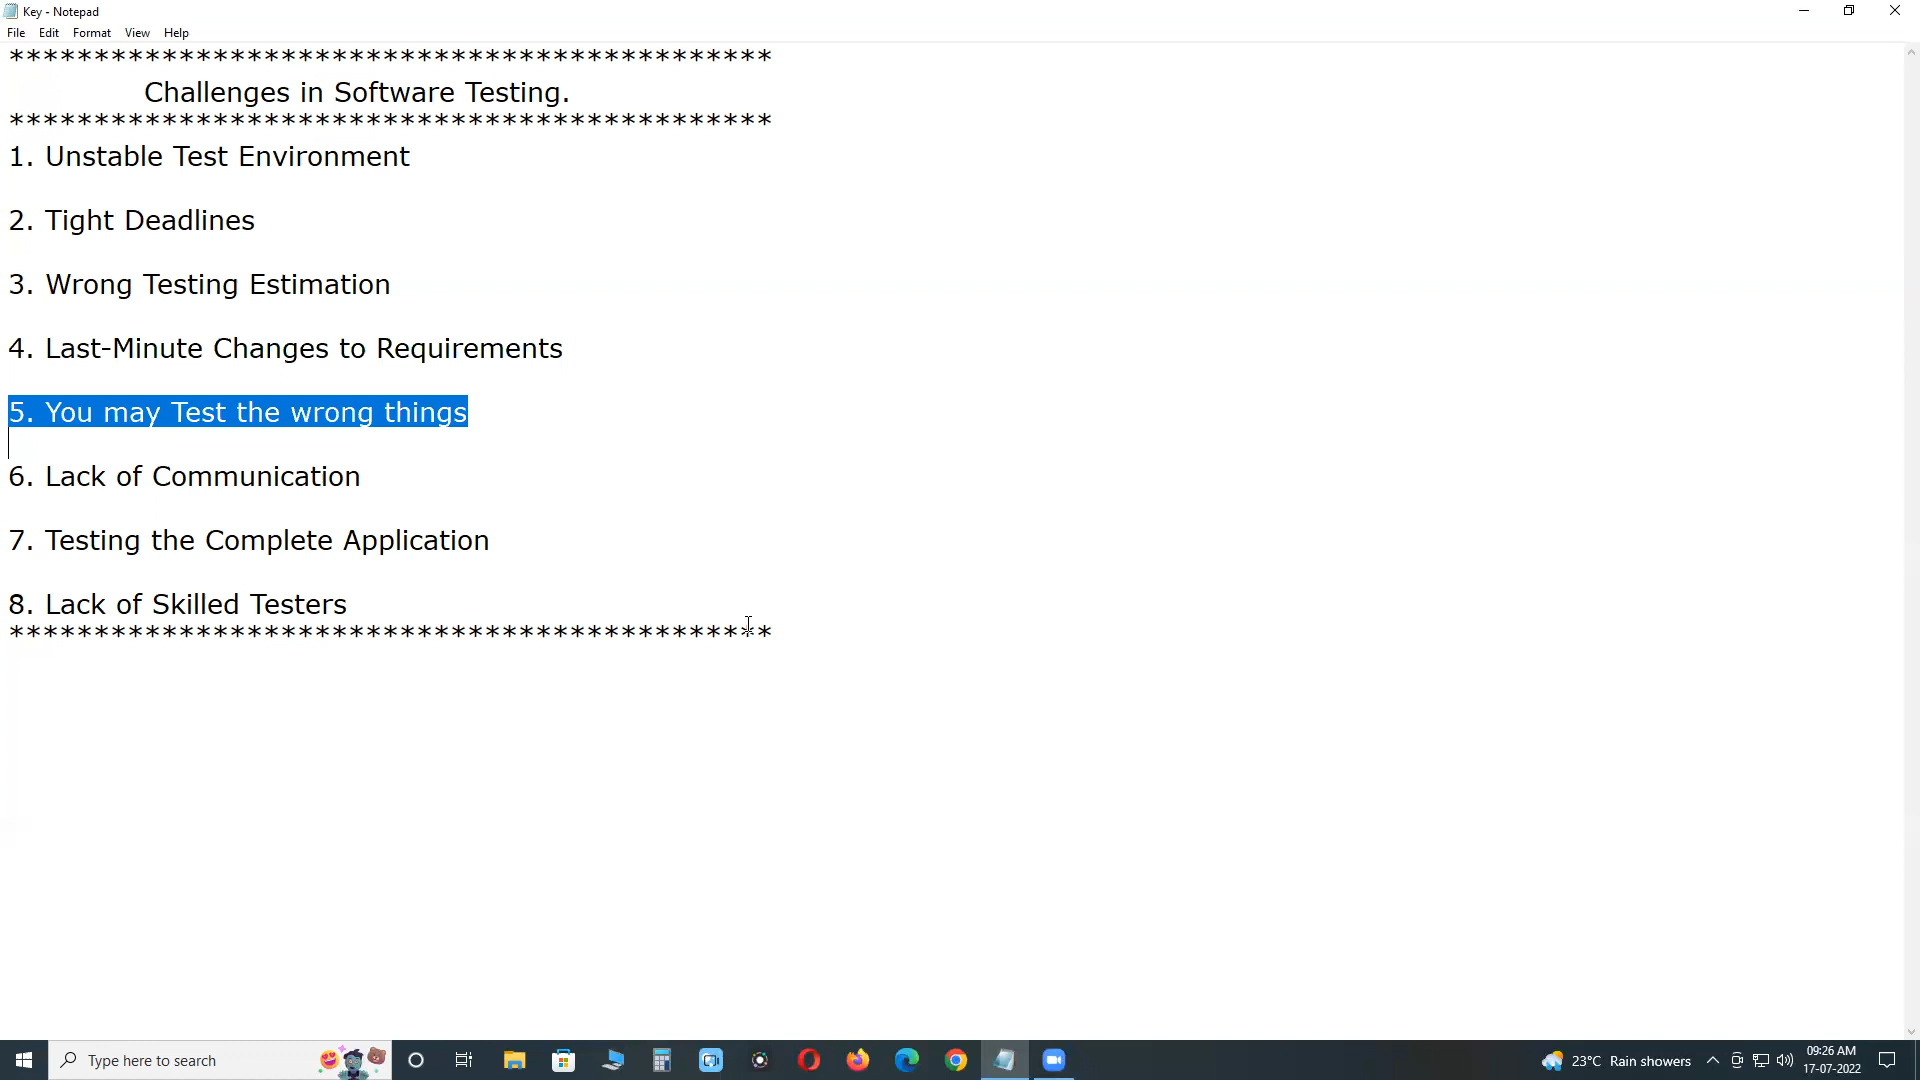 Key - Notepad
File Edit Format View Help
*********************************************
Challenges in Software Testing.
*********************************************
1. Unstable Test Environment
2. Tight Deadlines
3. Wrong Testing Estimation
4. Last-Minute Changes to Requirements
5. You may Test the wrong things
6. Lack of Communication
7. Testing the Complete Application
8. Lack of Skilled Testers
*********************************************
Type here to search
23°C Rain showers
09:26 AM
17-07-2022